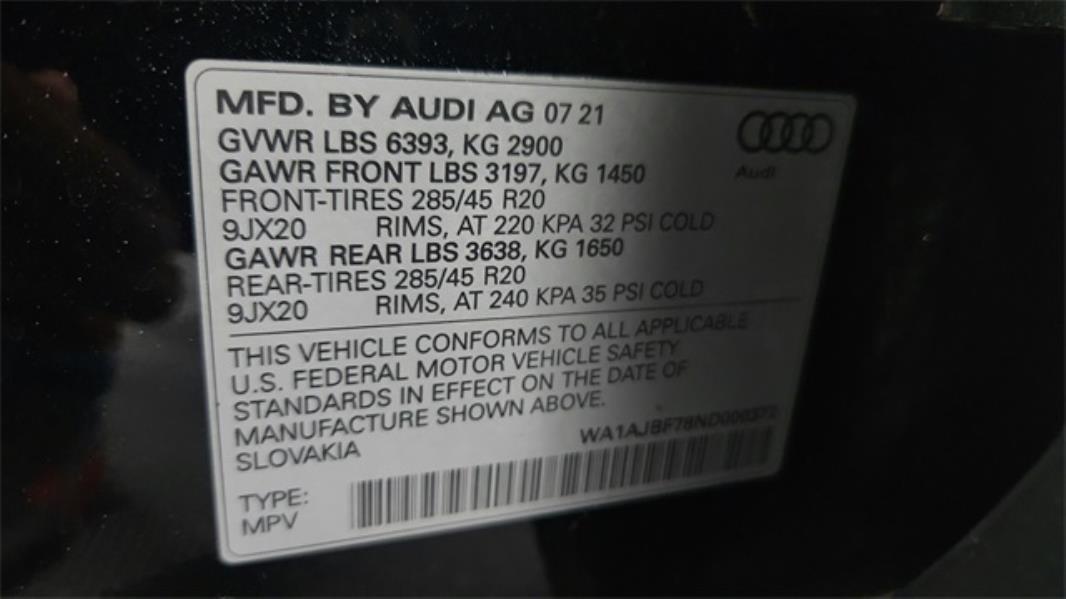 MFD. BY AUDI AG 07 21
GVWR LBS 6393, KG 2900
GAWR FRONT LBS 3197, KG 1450
FRONT-TIRES 285/45 R20
9JX20 RIMS, AT 220 KPA 32 PSI COLD
GAWR REAR LBS 3638, KG 1650
REAR-TIRES 285/45 R20
9JX20 RIMS, AT 240 KPA 35 PSI COLD
Audi
THIS VEHICLE CONFORMS TO ALL APPLICABLE
U.S. FEDERAL MOTOR VEHICLE SAFETY
STANDARDS IN EFFECT ON THE DATE OF
MANUFACTURE SHOWN ABOVE.
SLOVAKIA
WA1AJBF78ND000372
TYPE:
MPV